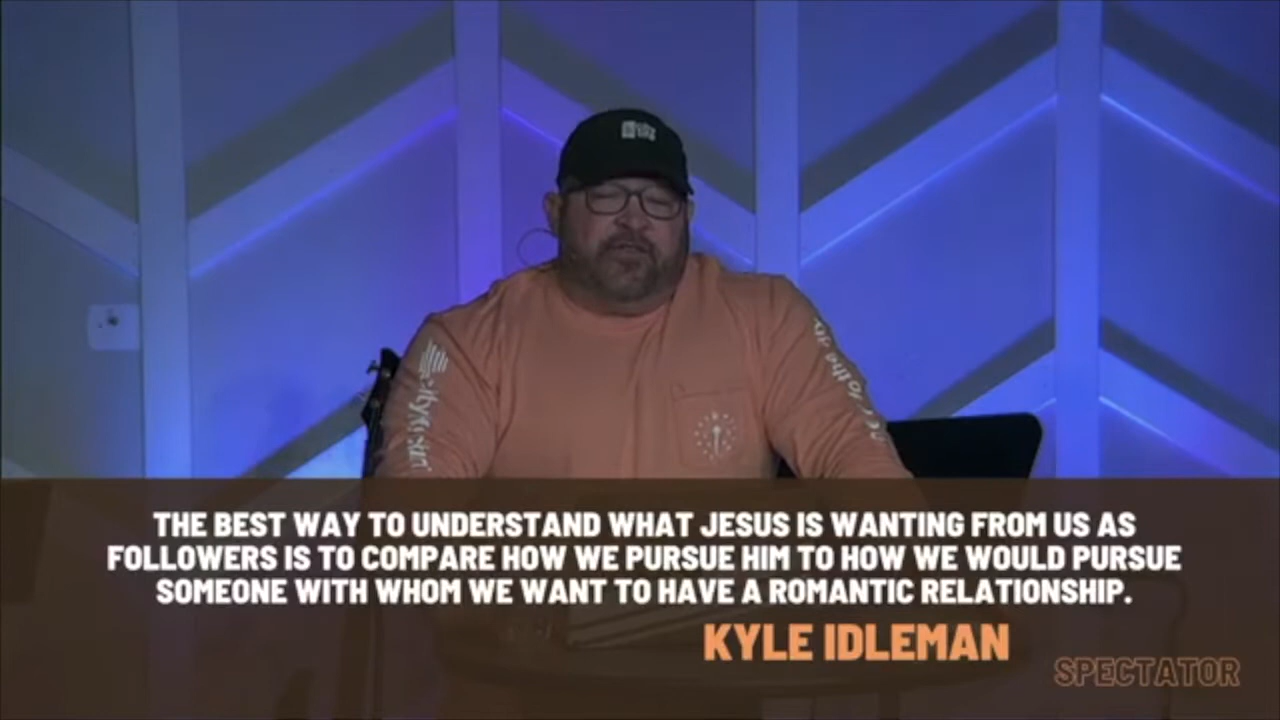 THE BEST WAY TO UNDERSTAND WHAT JESUS IS WANTING FROM US AS
FOLLOWERS IS TO COMPARE HOW WE PURSUE HIM TO HOW WE WOULD PURSUE
SOMEONE WITH WHOM WE WANT TO HAVE A ROMANTIC RELATIONSHIP.
KYLE IDLEMAN
SPECTATOR